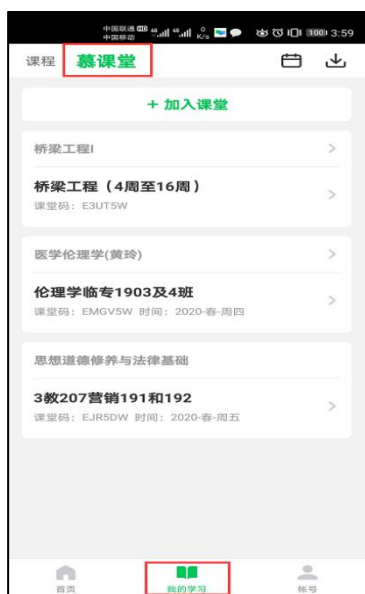 中国联通 HD 46 46 0 3:59
中国移动 K/s 100
课程 慕课堂
+ 加入课堂
桥梁工程I
桥梁工程（4周至16周）
课堂码：E3UT5W
医学伦理学(黄玲)
伦理学临专1903及4班
课堂码：EMGV5W 时间：2020-春-周四
思想道德修养与法律基础
3教207营销191和192
课堂码：EJR5DW 时间：2020-春-周五
首页 我的学习 帐号